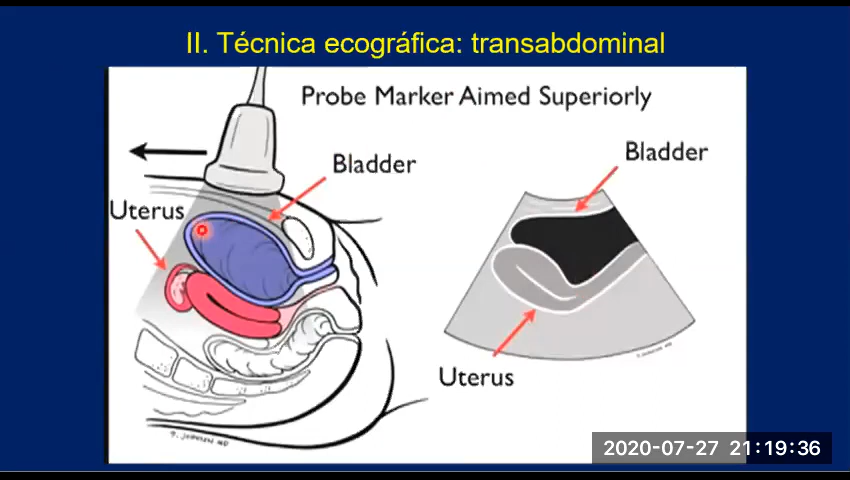 II. Técnica ecográfica: transabdominal
Probe Marker Aimed Superiorly
Bladder
Bladder
Uterus
Uterus
2020-07-27 21:19:36